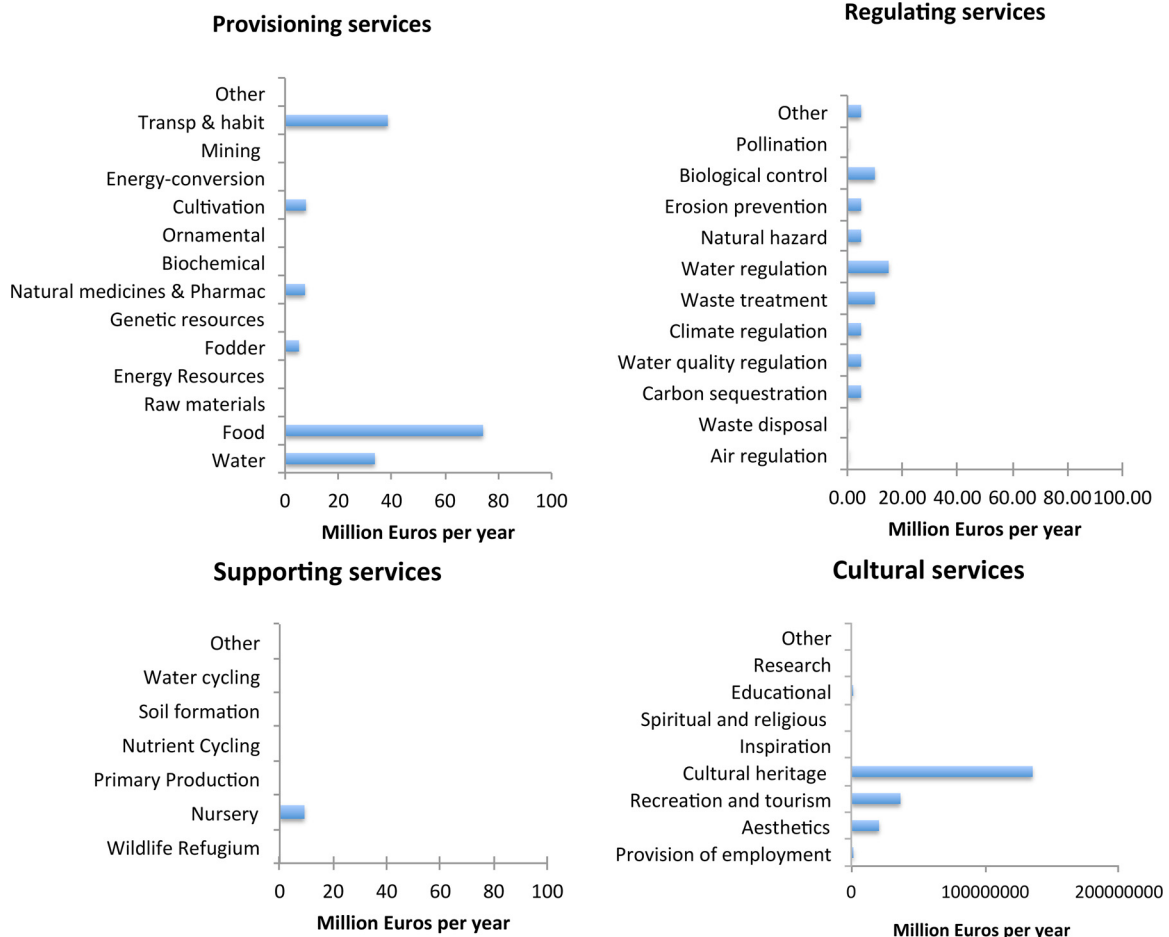 Provisioning services
Other
Transp & habit
Mining
Energy-conversion
Cultivation
Ornamental
Biochemical
Natural medicines & Pharmac
Genetic resources
Fodder
Energy Resources
Raw materials
Food
Water
0 20 40 60 80 100
Million Euros per year
Regulating services
Other
Pollination
Biological control
Erosion prevention
Natural hazard
Water regulation
Waste treatment
Climate regulation
Water quality regulation
Carbon sequestration
Waste disposal
Air regulation
0.00 20.00 40.00 60.00 80.00 100.00
Million Euros per year
Supporting services
Other
Water cycling
Soil formation
Nutrient Cycling
Primary Production
Nursery
Wildlife Refugium
0 20 40 60 80 100
Million Euros per year
Cultural services
Other
Research
Educational
Spiritual and religious
Inspiration
Cultural heritage
Recreation and tourism
Aesthetics
Provision of employment
0 100000000 200000000
Million Euros per year